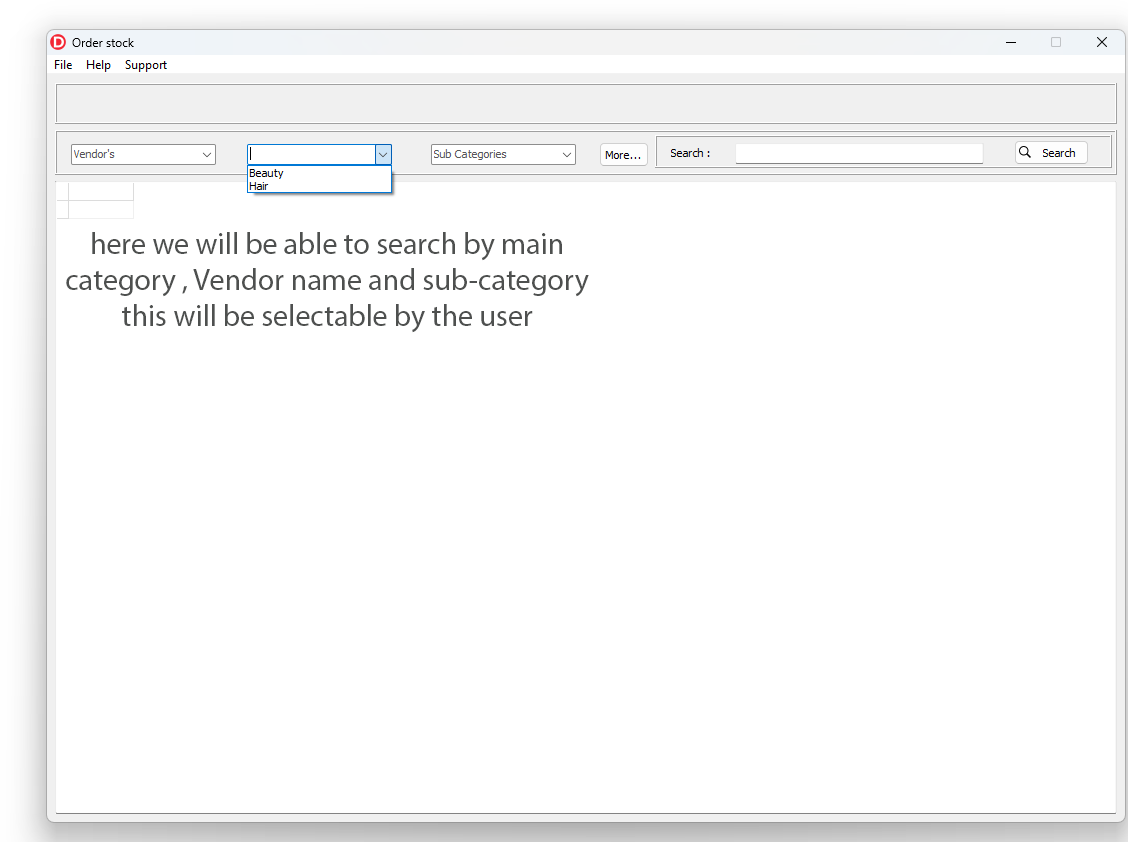 D Order stock
File Help Support
Vendor's Sub Categories More... Search : Search
Beauty
Hair
here we will be able to search by main
category , Vendor name and sub-category
this will be selectable by the user